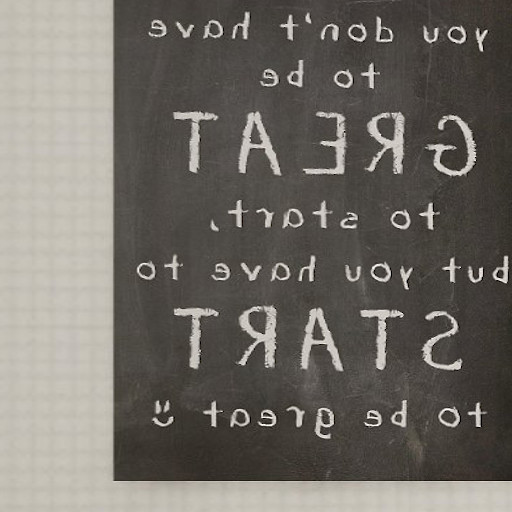 you don't have
to be
GREAT
to start,
but you have to
START
to be great :)